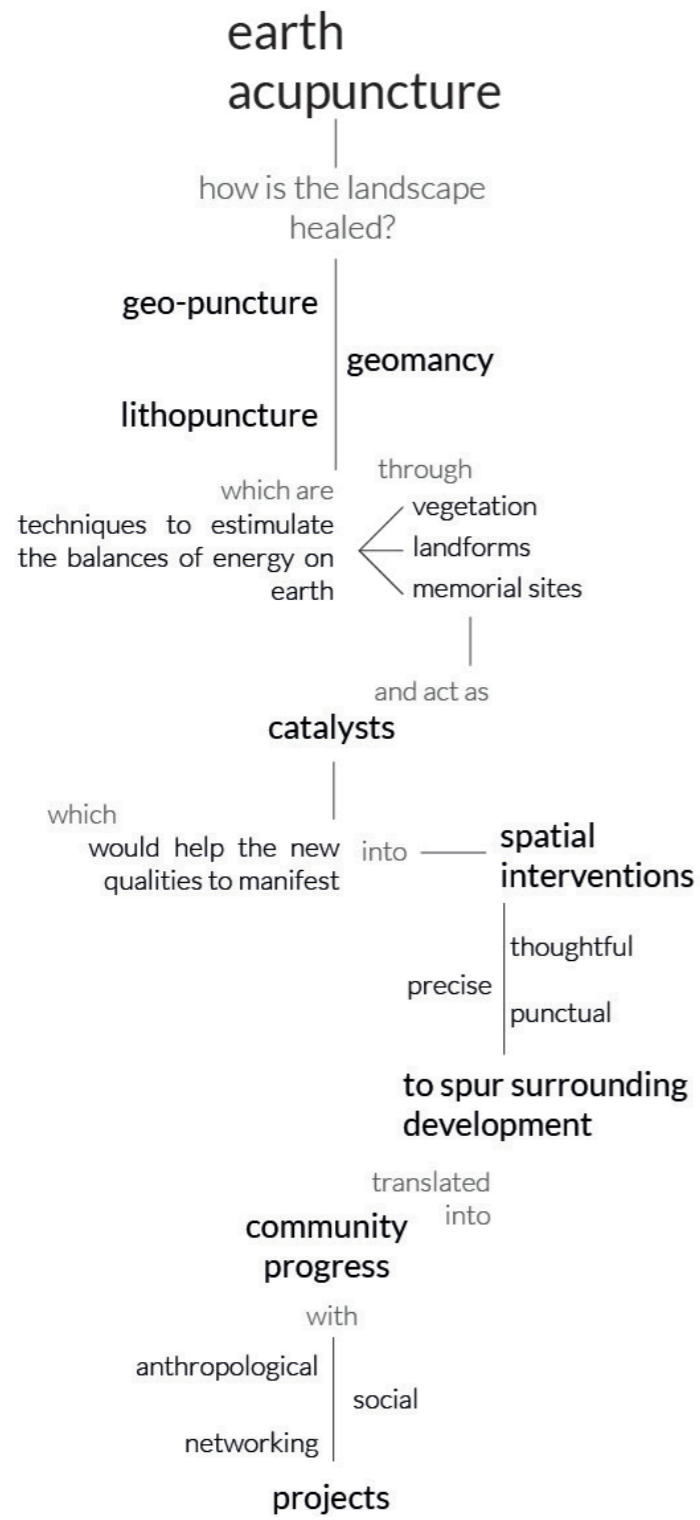 earth
acupuncture
how is the landscape
healed?
geo-puncture
geomancy
lithopuncture
which are
techniques to estimulate
the balances of energy on
earth
through
vegetation
landforms
memorial sites
and act as
catalysts
which
would help the new
qualities to manifest
into
spatial
interventions
thoughtful
precise
punctual
to spur surrounding
development
translated
into
community
progress
with
anthropological
social
networking
projects